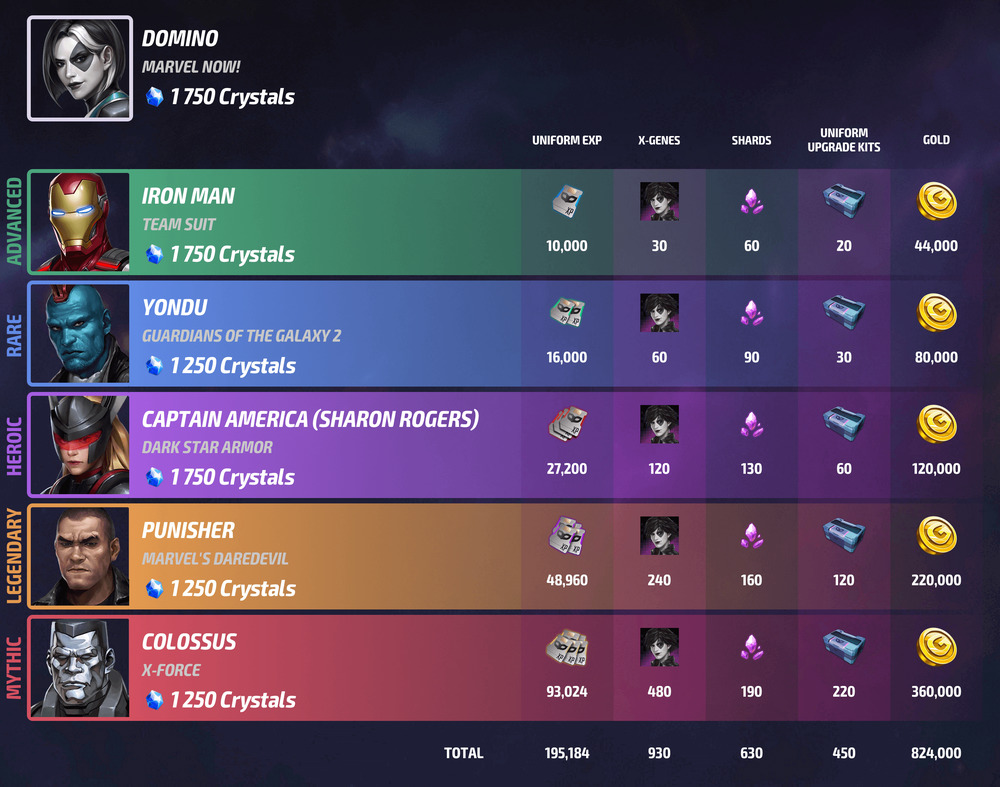 DOMINO
MARVEL NOW!
1 750 Crystals
UNIFORM EXP
X-GENES
SHARDS
UNIFORM
UPGRADE KITS
GOLD
ADVANCED
IRON MAN
TEAM SUIT
1 750 Crystals
10,000
30
60
20
44,000
RARE
YONDU
GUARDIANS OF THE GALAXY 2
1 250 Crystals
16,000
60
90
30
80,000
HEROIC
CAPTAIN AMERICA (SHARON ROGERS)
DARK STAR ARMOR
1 750 Crystals
27,200
120
130
60
120,000
LEGENDARY
PUNISHER
MARVEL'S DAREDEVIL
1 250 Crystals
48,960
240
160
120
220,000
MYTHIC
COLOSSUS
X-FORCE
1 250 Crystals
93,024
480
190
220
360,000
TOTAL
195,184
930
630
450
824,000